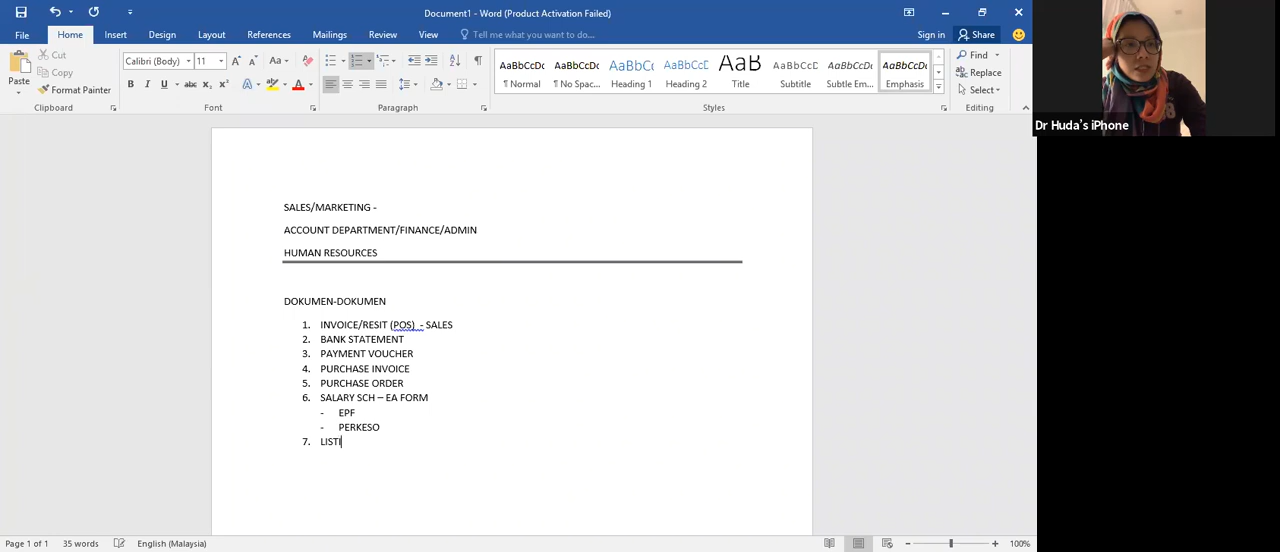 Document1 - Word (Product Activation Failed)
File Home Insert Design Layout References Mailings Review View Tell me what you want to do... Sign in Share
Cut
Copy
Format Painter
Paste
Calibri (Body) 11
Clipboard Font Paragraph Styles Editing
AaBbCcDc AaBbCcDc AaBbC AaBbCcD AaB AaBbCcD AaBbCcDt AaBbCcDt
¶ Normal ¶ No Spac... Heading 1 Heading 2 Title Subtitle Subtle Em... Emphasis
Find
Replace
Select
Dr Huda's iPhone
SALES/MARKETING -
ACCOUNT DEPARTMENT/FINANCE/ADMIN
HUMAN RESOURCES
DOKUMEN-DOKUMEN
1. INVOICE/RESIT (POS) - SALES
2. BANK STATEMENT
3. PAYMENT VOUCHER
4. PURCHASE INVOICE
5. PURCHASE ORDER
6. SALARY SCH – EA FORM
- EPF
- PERKESO
7. LISTI
Page 1 of 1 35 words English (Malaysia) 100%